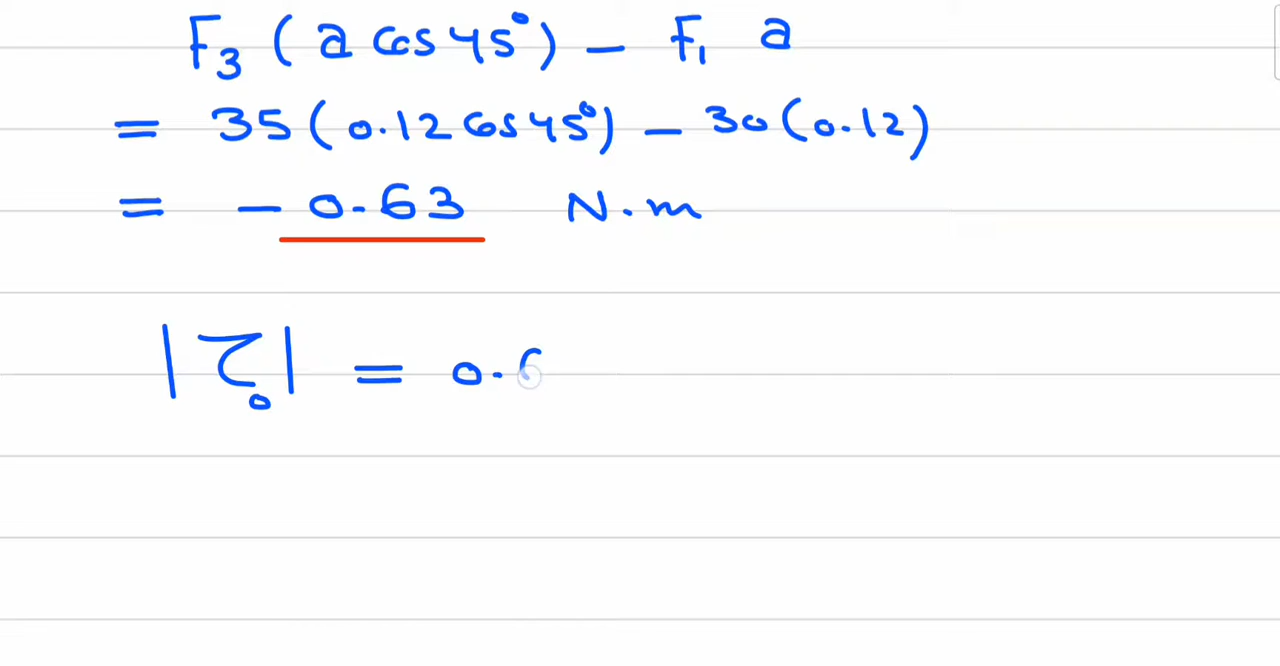 F₃ (a cos 45°) − F₁ a
= 35 (0.12 cos 45°) − 30 (0.12)
= − 0.63 N.m
|τ₀| = 0.6